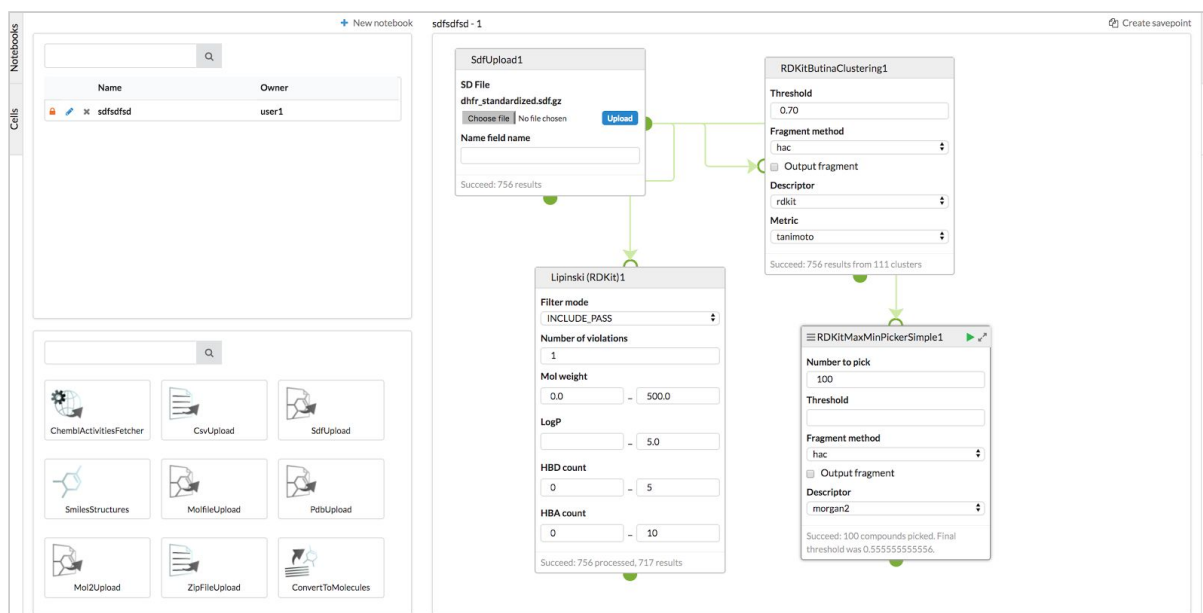 Notebooks
Cells
+ New notebook
Name Owner
sdfsdfsd user1
ChemblActivitiesFetcher CsvUpload SdfUpload
SmilesStructures MolfileUpload PdbUpload
Mol2Upload ZipFileUpload ConvertToMolecules
sdfsdfsd - 1
Create savepoint
SdfUpload1
SD File
dhfr_standardized.sdf.gz
Choose file No file chosen Upload
Name field name
Succeed: 756 results
RDKitButinaClustering1
Threshold
0.70
Fragment method
hac
Output fragment
Descriptor
rdkit
Metric
tanimoto
Succeed: 756 results from 111 clusters
Lipinski (RDKit)1
Filter mode
INCLUDE_PASS
Number of violations
1
Mol weight
0.0 – 500.0
LogP
– 5.0
HBD count
0 – 5
HBA count
0 – 10
Succeed: 756 processed, 717 results
RDKitMaxMinPickerSimple1
Number to pick
100
Threshold
Fragment method
hac
Output fragment
Descriptor
morgan2
Succeed: 100 compounds picked. Final
threshold was 0.555555555556.